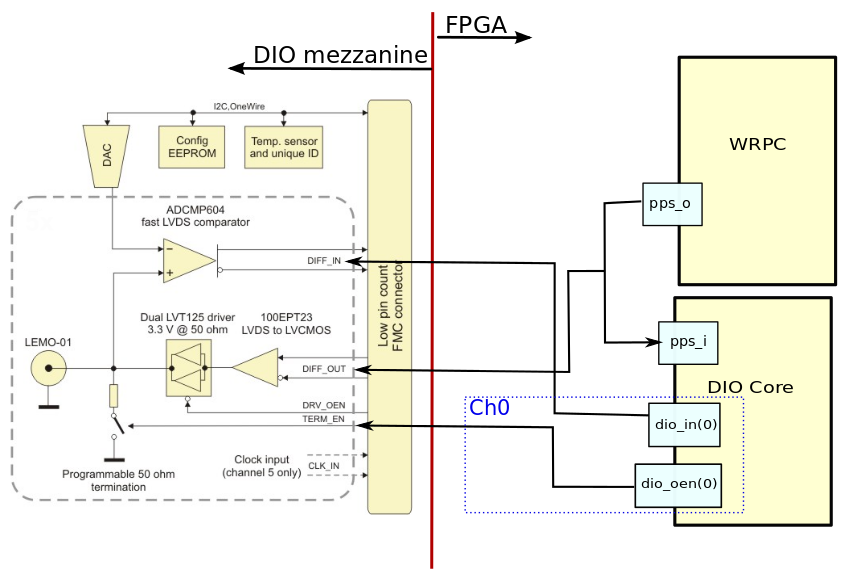 FPGA
DIO mezzanine
I2C,OneWire
DAC
Config
EEPROM
Temp. sensor
and unique ID
WRPC
pps_o
ADCMP604
fast LVDS comparator
−
+
DIFF_IN
Low pin count
FMC connector
Dual LVT125 driver
3.3 V @ 50 ohm
100EPT23
LVDS to LVCMOS
LEMO-01
DIFF_OUT
pps_i
DIO Core
DRV_OEN
TERM_EN
Ch0
dio_in(0)
dio_oen(0)
Clock input
(channel 5 only)
CLK_IN
Programmable 50 ohm
termination